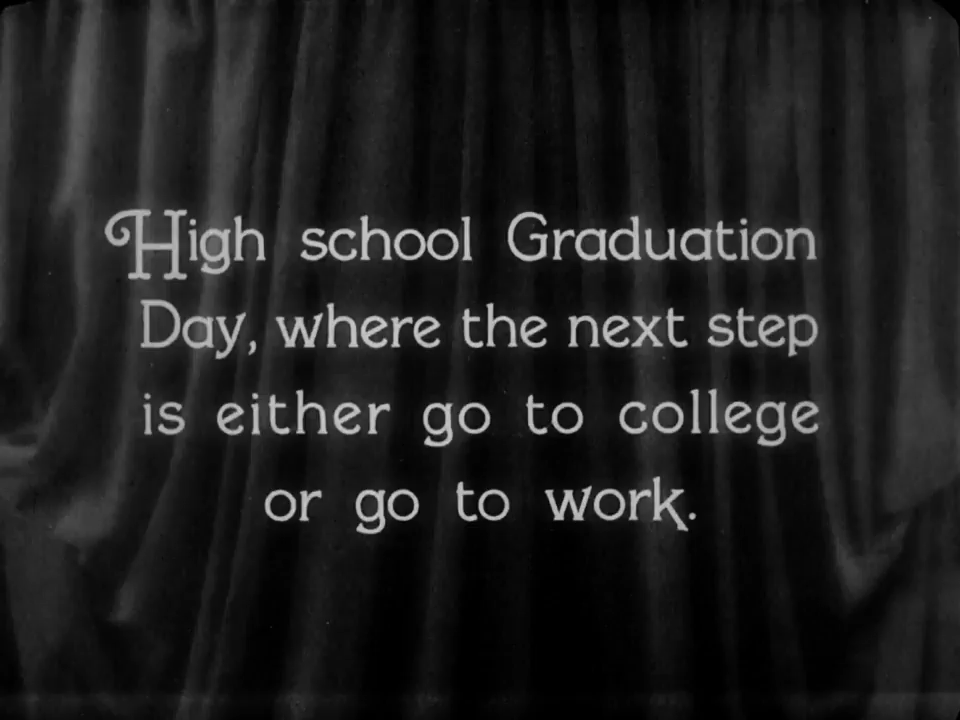 High school Graduation
Day, where the next step
is either go to college
or go to work.